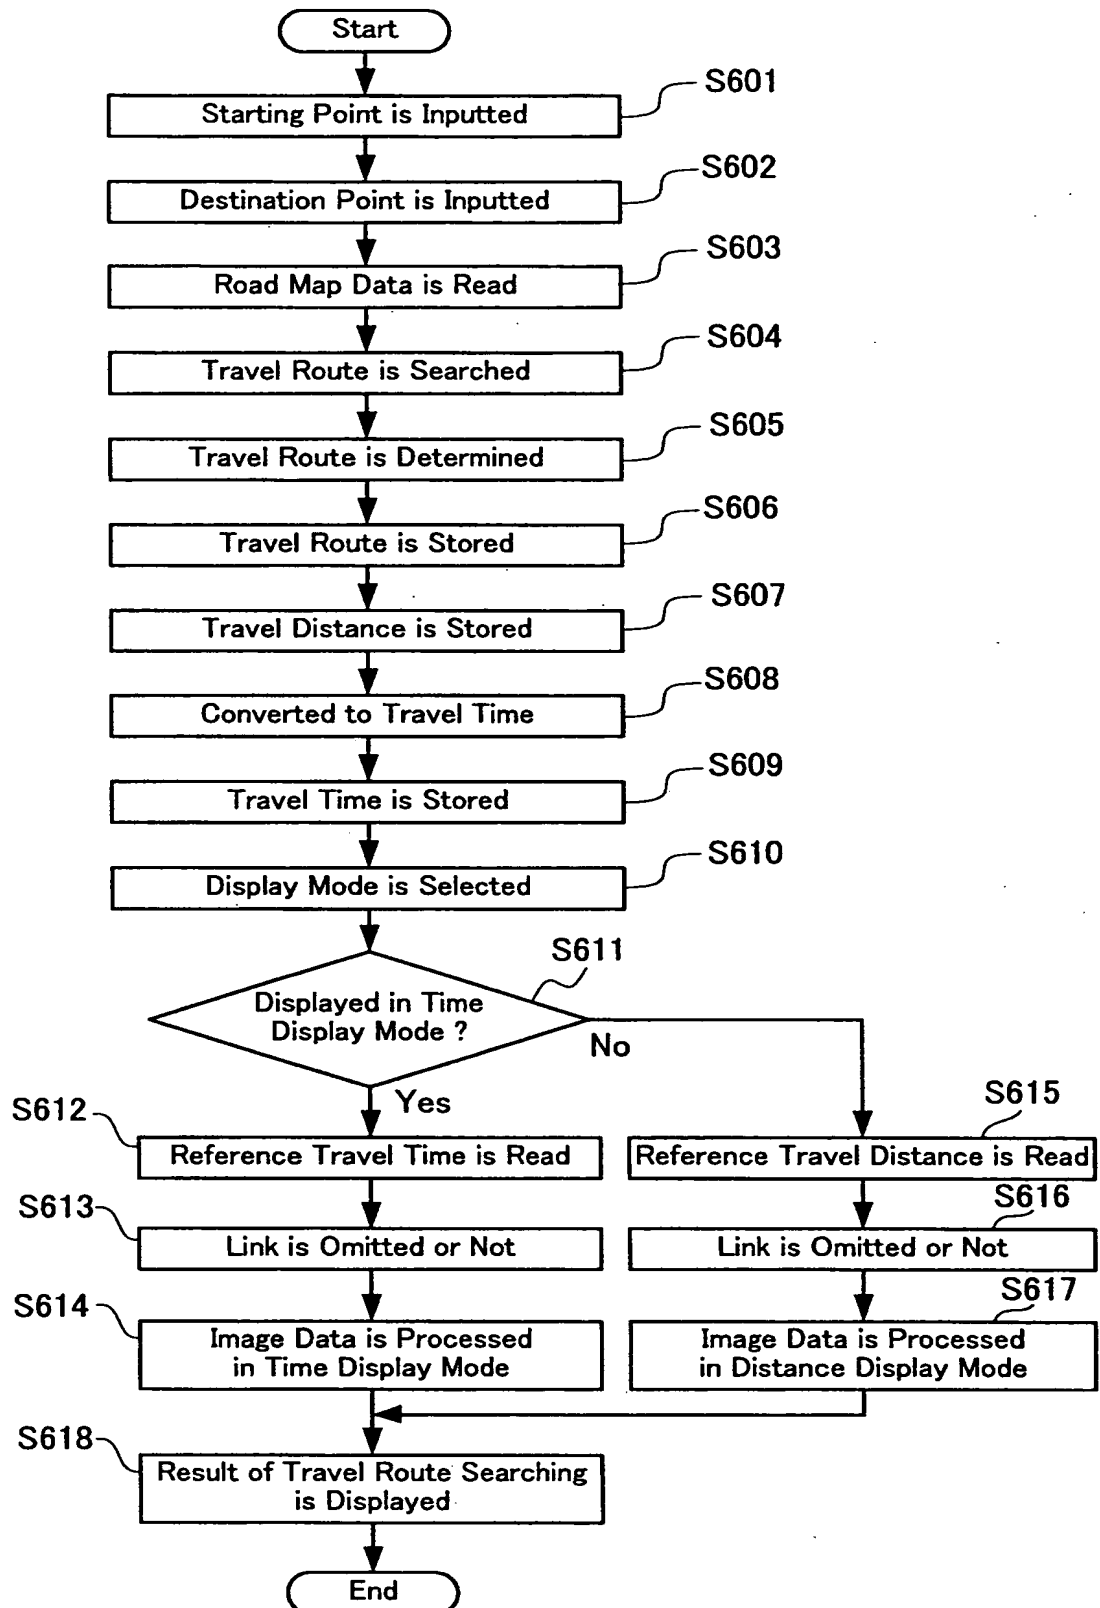 Start
S601
Starting Point is Inputted
S602
Destination Point is Inputted
S603
Road Map Data is Read
S604
Travel Route is Searched
S605
Travel Route is Determined
S606
Travel Route is Stored
S607
Travel Distance is Stored
S608
Converted to Travel Time
S609
Travel Time is Stored
S610
Display Mode is Selected
S611
Displayed in Time
Display Mode ?
No
Yes
S612
Reference Travel Time is Read
S615
Reference Travel Distance is Read
S613
Link is Omitted or Not
S616
Link is Omitted or Not
S614
Image Data is Processed
in Time Display Mode
S617
Image Data is Processed
in Distance Display Mode
S618
Result of Travel Route Searching
is Displayed
End